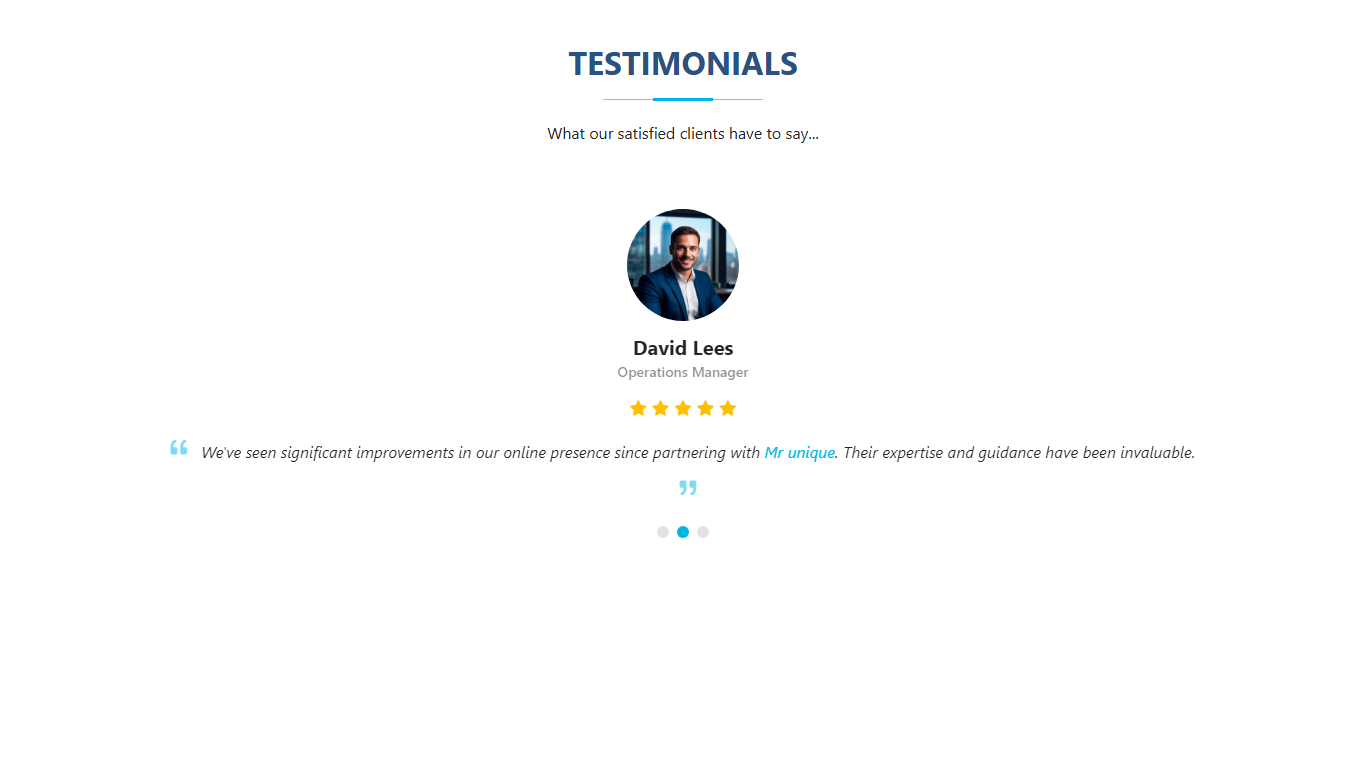 TESTIMONIALS
What our satisfied clients have to say...
David Lees
Operations Manager
“ We've seen significant improvements in our online presence since partnering with Mr unique. Their expertise and guidance have been invaluable.
”